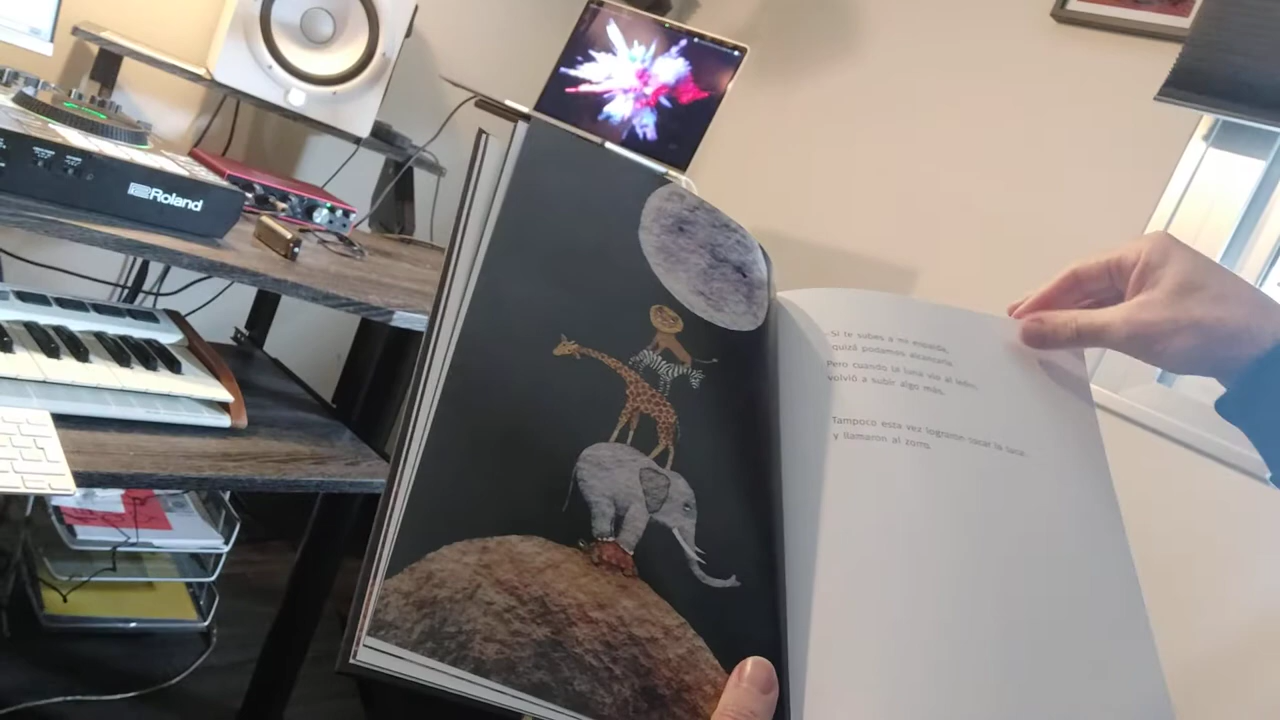 Roland
-Si te subes a mi espalda,
quizá podamos alcanzarla.
Pero cuando la luna vio al león,
volvió a subir algo más.
Tampoco esta vez lograron tocar la luna,
y llamaron al zorro.